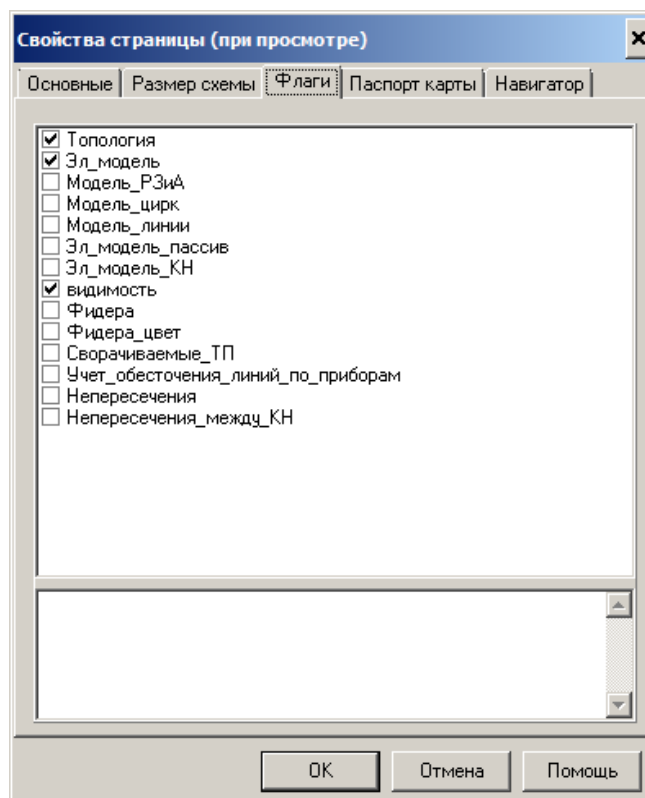 Свойства страницы (при просмотре)
Основные Размер схемы Флаги Паспорт карты Навигатор
Топология
Эл_модель
Модель_РЗиА
Модель_цирк
Модель_линии
Эл_модель_пассив
Эл_модель_КН
видимость
Фидера
Фидера_цвет
Сворачиваемые_ТП
Учет_обесточения_линий_по_приборам
Непересечения
Непересечения_между_КН
ОК Отмена Помощь